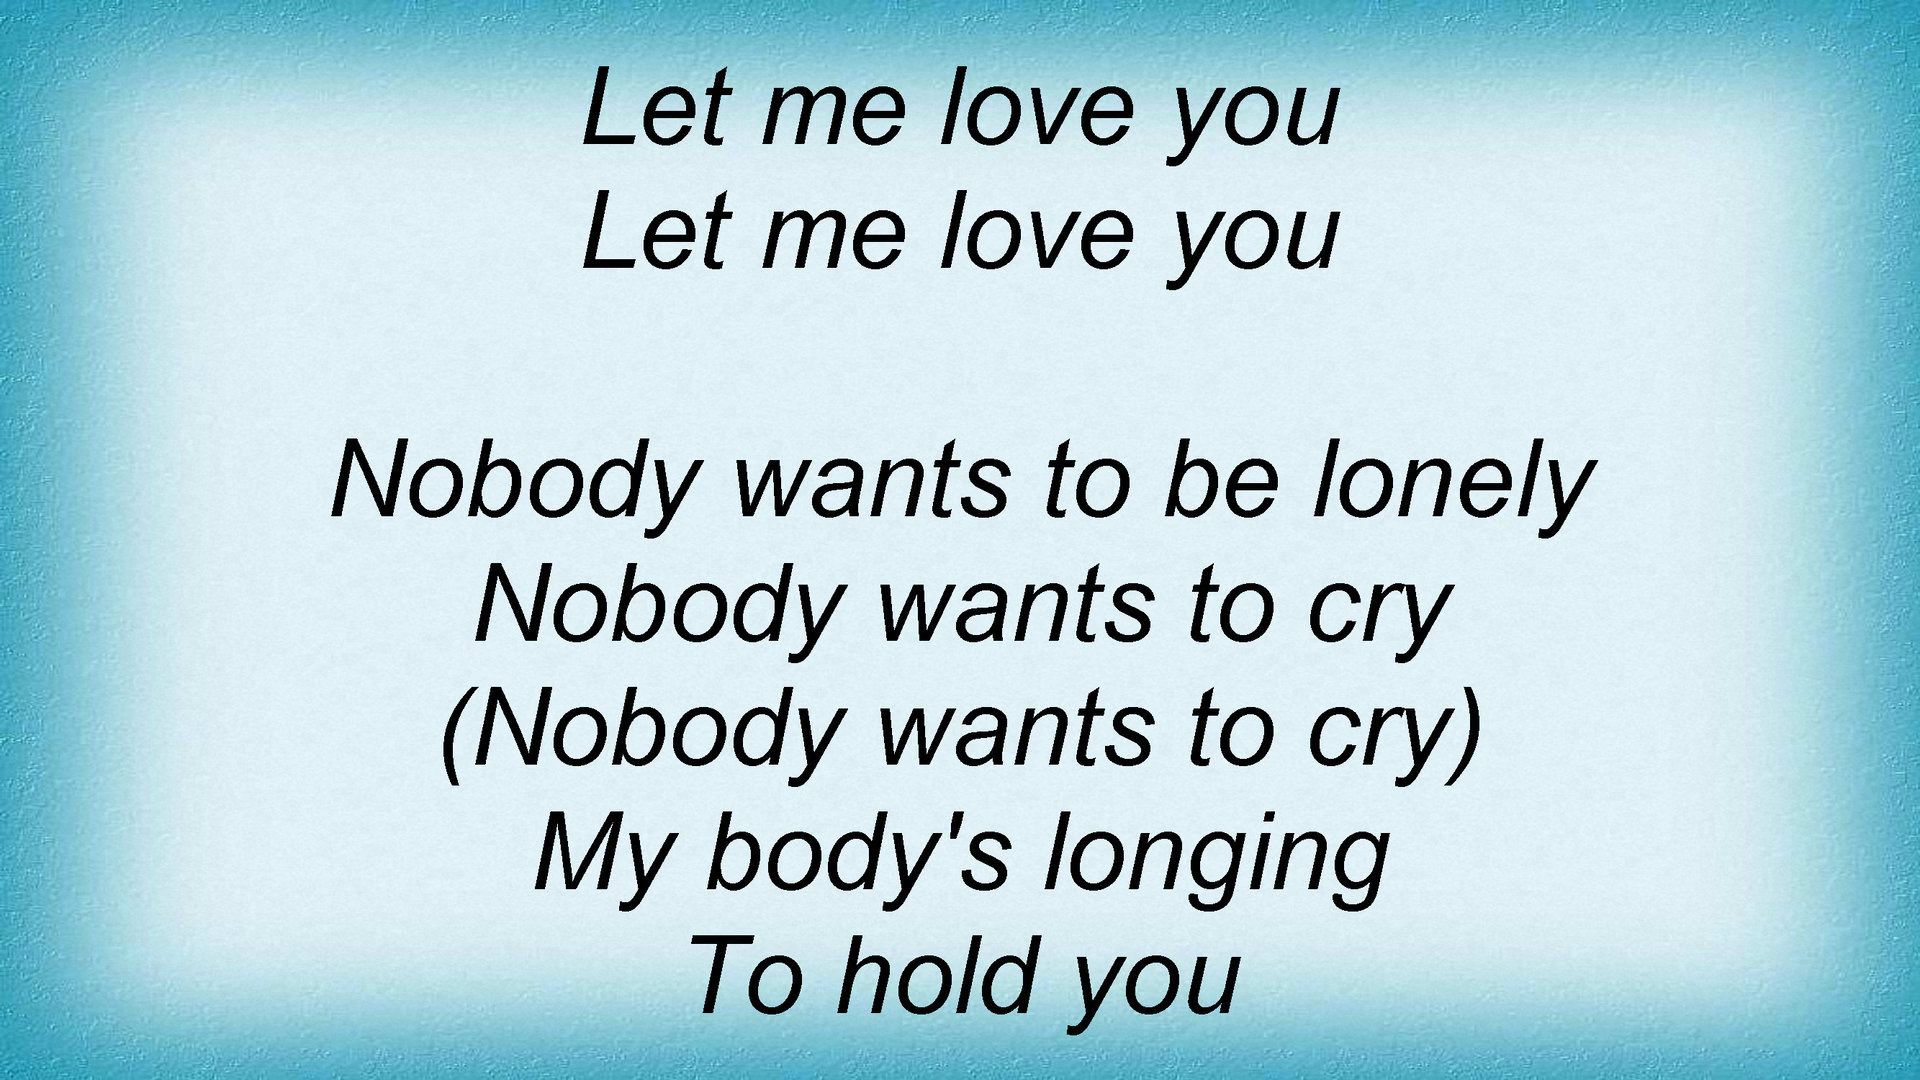 Let me love you
Let me love you
Nobody wants to be lonely
Nobody wants to cry
(Nobody wants to cry)
My body's longing
To hold you